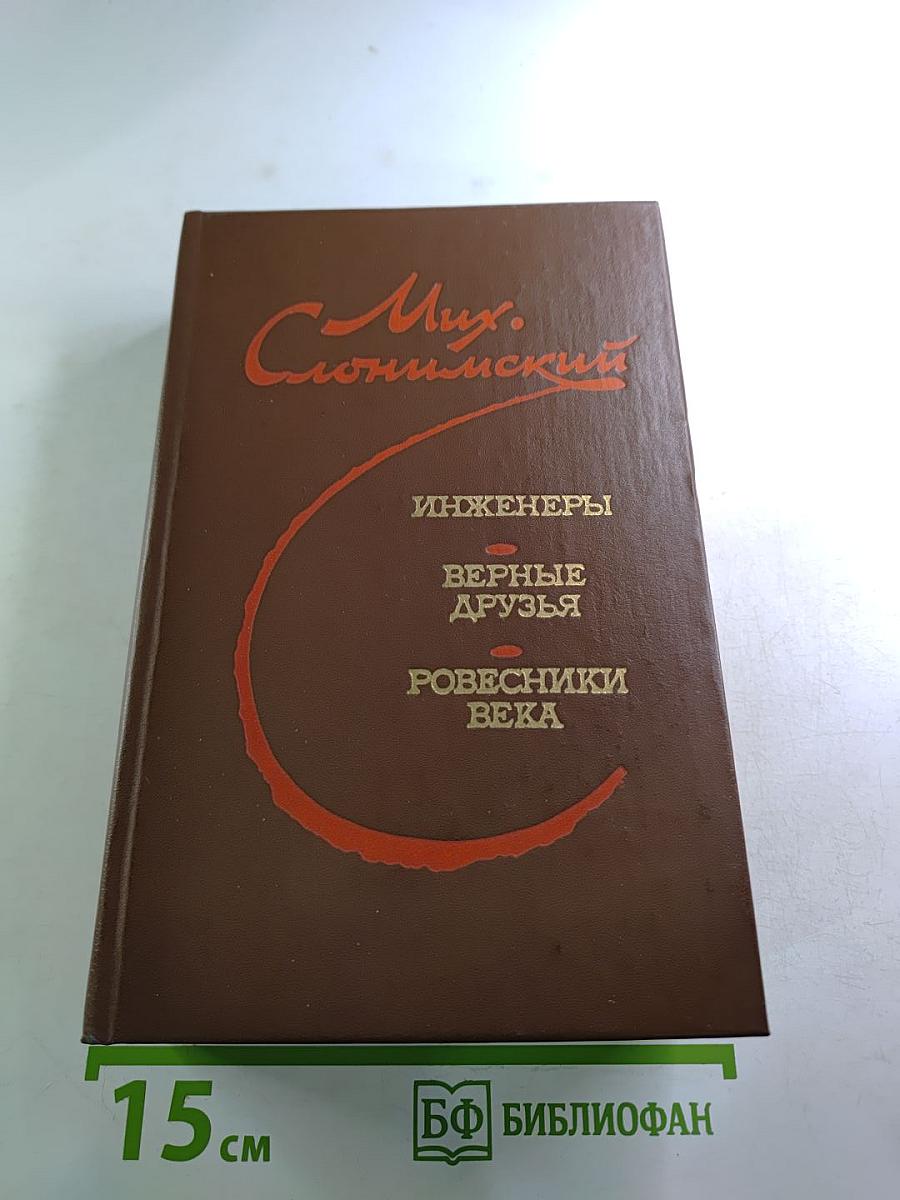 Мих.
Слонимский
ИНЖЕНЕРЫ
ВЕРНЫЕ
ДРУЗЬЯ
РОВЕСНИКИ
ВЕКА
15 см
БФ БИБЛИОФАН